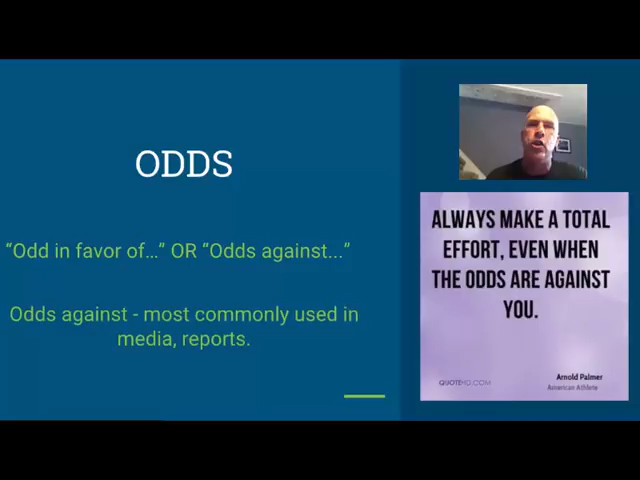 ODDS
“Odd in favor of...” OR “Odds against...”
Odds against - most commonly used in
media, reports.
ALWAYS MAKE A TOTAL
EFFORT, EVEN WHEN
THE ODDS ARE AGAINST
YOU.
Arnold Palmer
American Athlete
QUOTEHD.COM